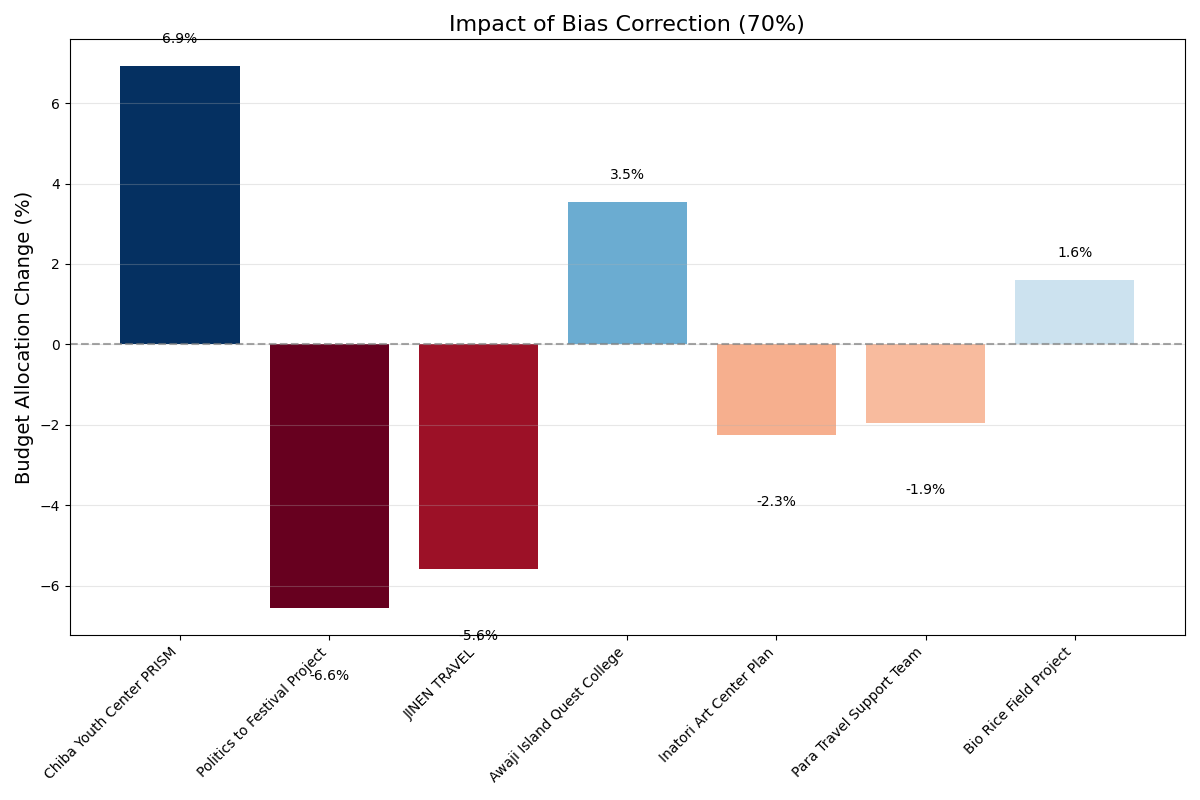 Impact of Bias Correction (70%)
6.9%
3.5%
1.6%
-2.3%
-1.9%
-5.6%
-6.6%
Budget Allocation Change (%)
6
4
2
0
−2
−4
−6
Chiba Youth Center PRISM
Politics to Festival Project
JINEN TRAVEL
Awaji Island Quest College
Inatori Art Center Plan
Para Travel Support Team
Bio Rice Field Project